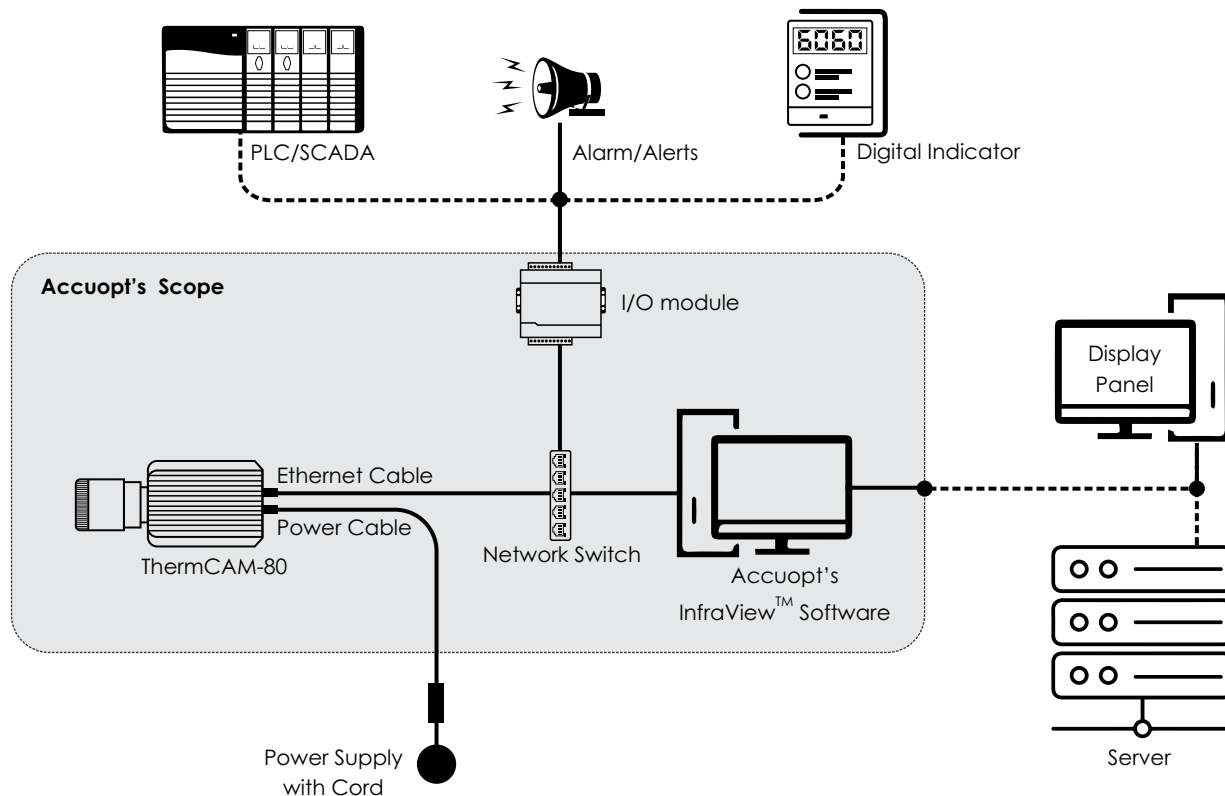 6060
PLC/SCADA
Alarm/Alerts
Digital Indicator
Accuopt's Scope
I/O module
Display
Panel
Ethernet Cable
Power Cable
ThermCAM-80
Network Switch
Accuopt's
InfraView™ Software
Power Supply
with Cord
Server